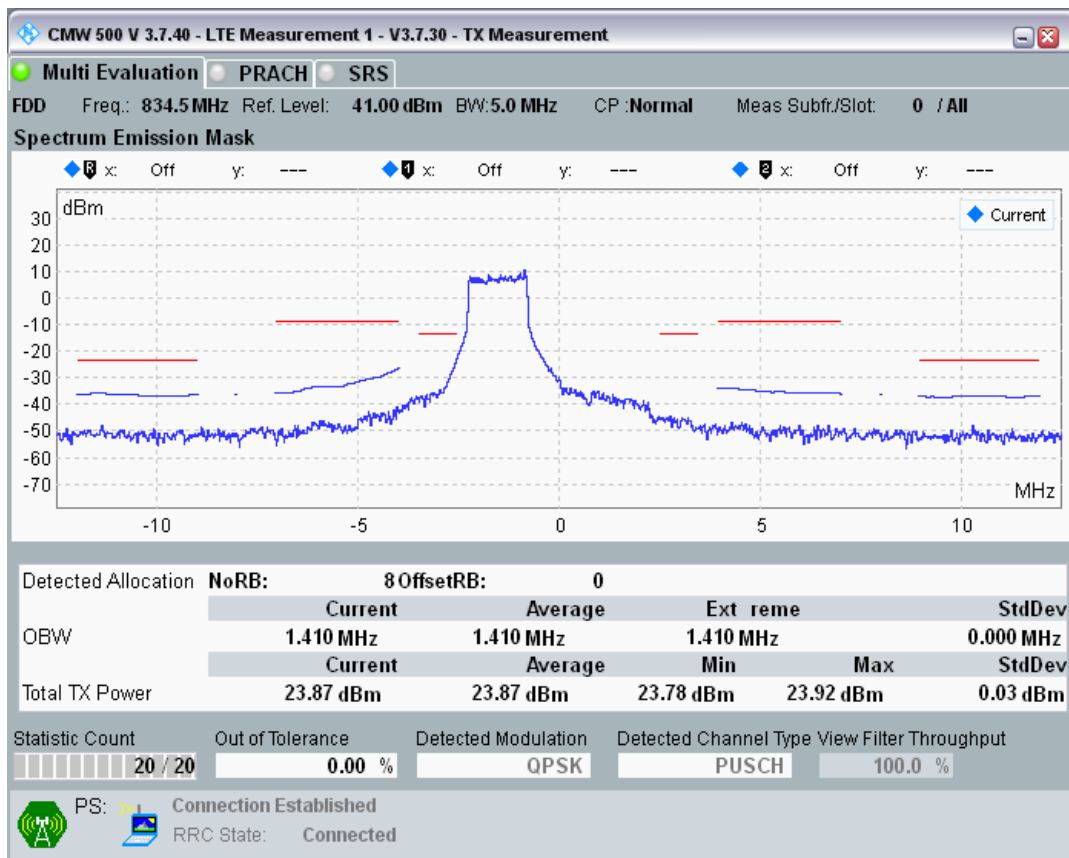 CMW 500 V 3.7.40 - LTE Measurement 1 - V3.7.30 - TX Measurement
Multi Evaluation PRACH SRS
FDD Freq.: 834.5 MHz Ref. Level: 41.00 dBm BW:5.0 MHz CP :Normal Meas Subfr./Slot: 0 / All
Spectrum Emission Mask
R x: Off y: --- 1 x: Off y: --- 2 x: Off y: ---
dBm
Current
30
20
10
0
-10
-20
-30
-40
-50
-60
-70
MHz
-10 -5 0 5 10
Detected Allocation NoRB: 8 OffsetRB: 0
Current Average Ext reme StdDev
OBW 1.410 MHz 1.410 MHz 1.410 MHz 0.000 MHz
Current Average Min Max StdDev
Total TX Power 23.87 dBm 23.87 dBm 23.78 dBm 23.92 dBm 0.03 dBm
Statistic Count Out of Tolerance Detected Modulation Detected Channel Type View Filter Throughput
20 / 20 0.00 % QPSK PUSCH 100.0 %
PS: Connection Established
RRC State: Connected